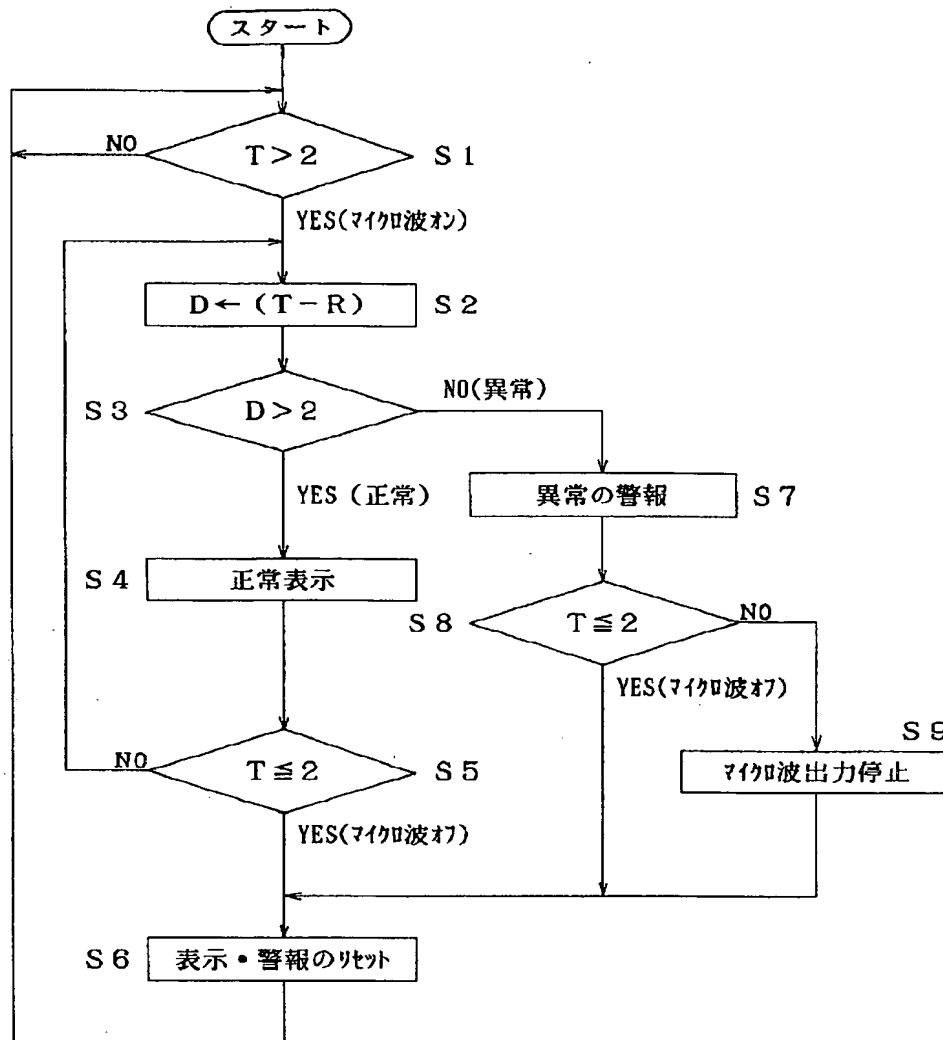 スタート
NO
T>2
S1
YES(マイクロ波オン)
D←(T-R)
S2
S3
D>2
NO(異常)
YES(正常)
異常の警報
S7
S4
正常表示
S8
T≦2
NO
YES(マイクロ波オフ)
S9
マイクロ波出力停止
NO
T≦2
S5
YES(マイクロ波オフ)
S6
表示・警報のリセット